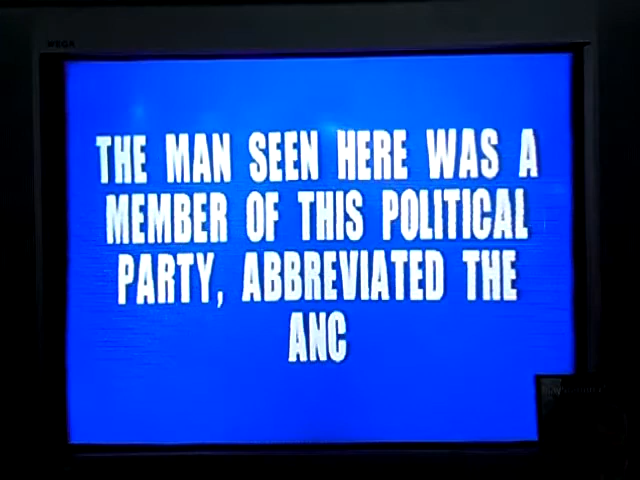 THE MAN SEEN HERE WAS A
MEMBER OF THIS POLITICAL
PARTY, ABBREVIATED THE
ANC